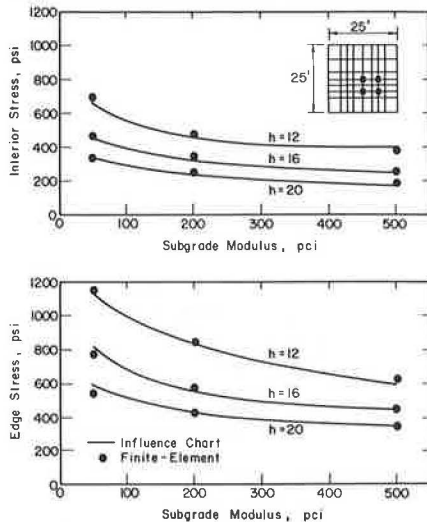 1200
1000
800
600
400
200
0
Interior Stress, psi
25'
25'
h = 12
h = 16
h = 20
0 100 200 300 400 500
Subgrade Modulus, pci
1200
1000
800
600
400
200
0
Edge Stress, psi
h = 12
h = 16
h = 20
Influence Chart
Finite-Element
0 100 200 300 400 500
Subgrade Modulus, pci